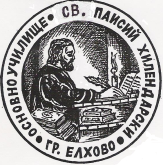 ОСНОВНО УЧИЛИЩЕ • СВ. ПАИСИЙ ХИЛЕНДАРСКИ •
ГР. ЕЛХОВО